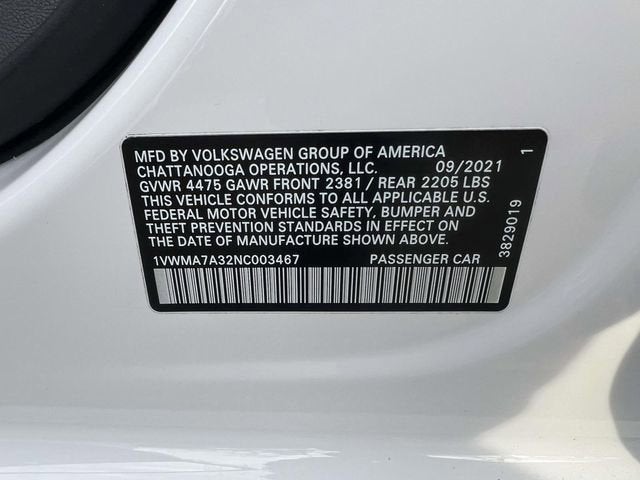 MFD BY VOLKSWAGEN GROUP OF AMERICA
CHATTANOOGA OPERATIONS, LLC. 09/2021
GVWR 4475 GAWR FRONT 2381 / REAR 2205 LBS
THIS VEHICLE CONFORMS TO ALL APPLICABLE U.S.
FEDERAL MOTOR VEHICLE SAFETY, BUMPER AND
THEFT PREVENTION STANDARDS IN EFFECT ON
THE DATE OF MANUFACTURE SHOWN ABOVE.
1VWMA7A32NC003467 PASSENGER CAR
3829019 1